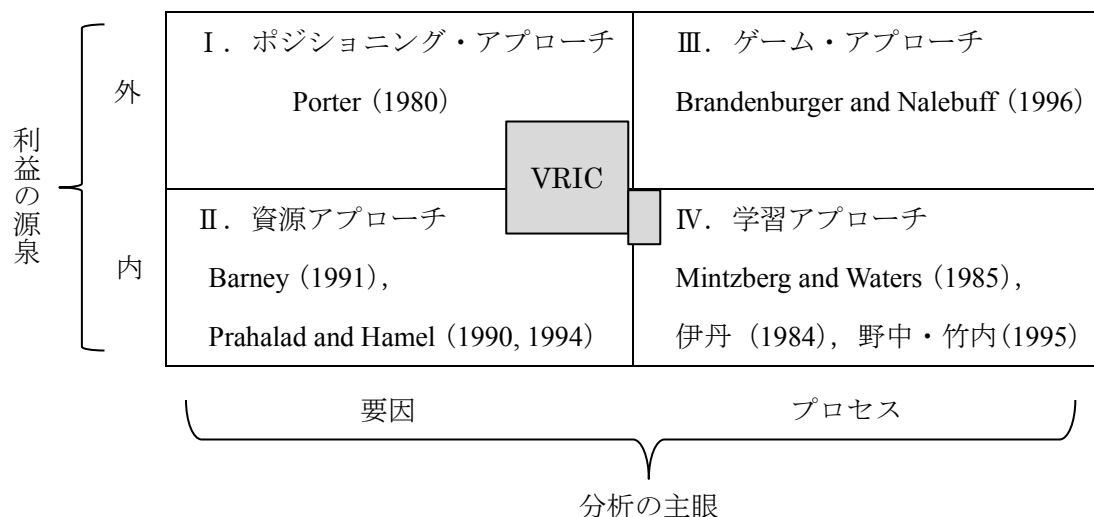 Ⅰ．ポジショニング・アプローチ
Porter（1980）
Ⅲ．ゲーム・アプローチ
Brandenburger and Nalebuff（1996）
外
利益の源泉
VRIC
内
Ⅱ．資源アプローチ
Barney（1991），
Prahalad and Hamel（1990, 1994）
Ⅳ．学習アプローチ
Mintzberg and Waters（1985），
伊丹（1984），野中・竹内(1995）
要因
プロセス
分析の主眼